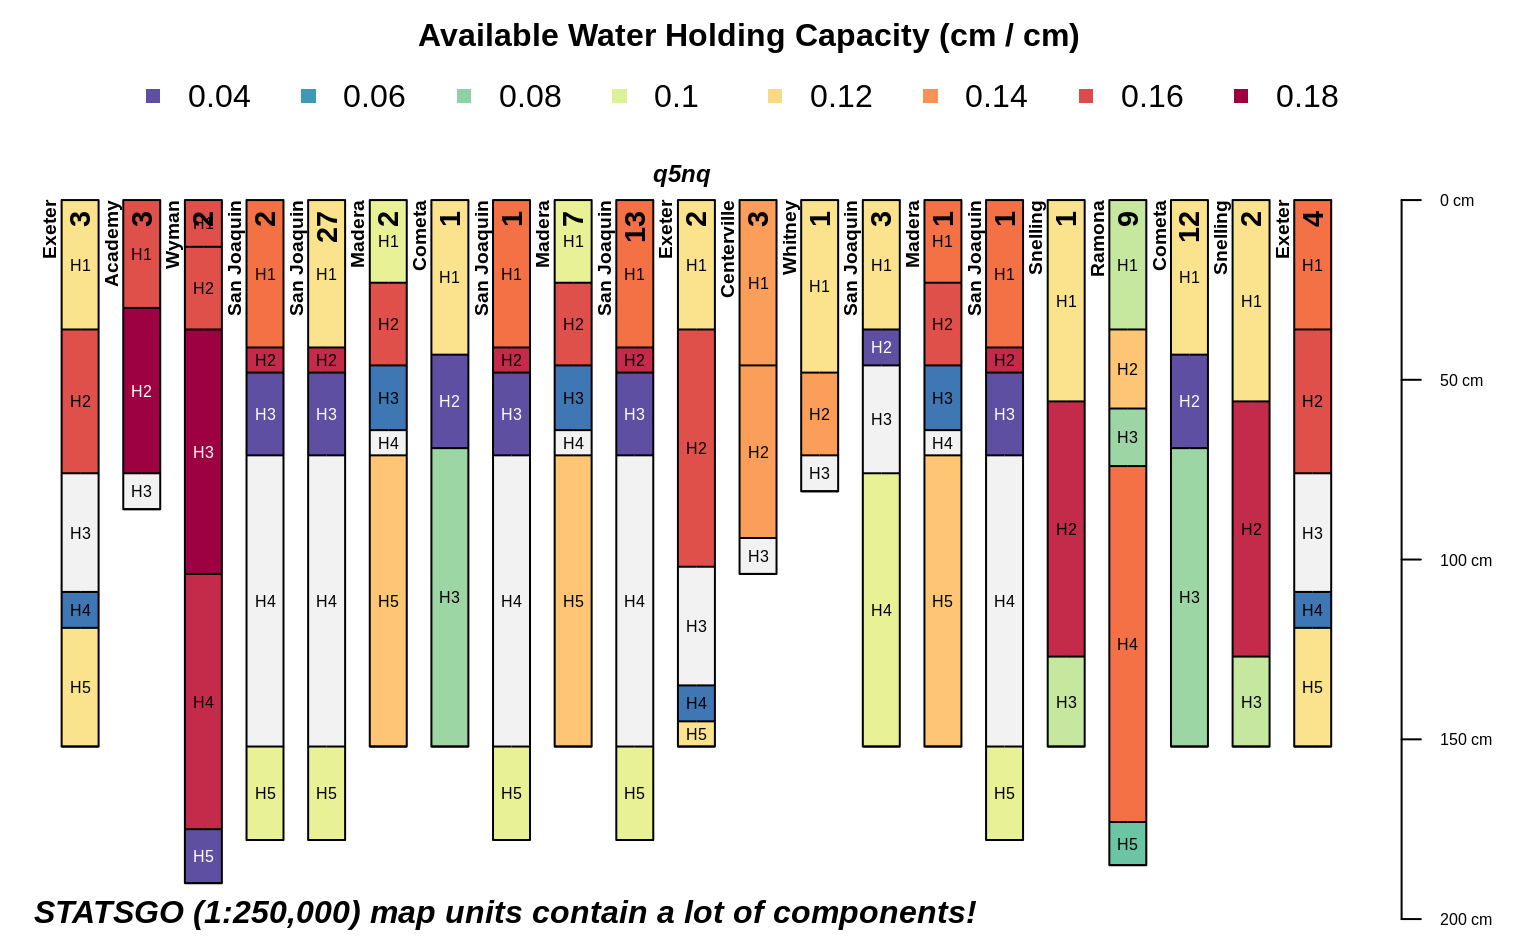 Available Water Holding Capacity (cm / cm)
0.04 0.06 0.08 0.1 0.12 0.14 0.16 0.18
q5nq
Exeter 3 H1 H2 H3 H4 H5
Academy 3 H1 H2 H3
Wyman 2 H1 H2 H3 H4 H5
San Joaquin 2 H1 H2 H3 H4 H5
San Joaquin 27 H1 H2 H3 H4 H5
Madera 2 H1 H2 H3 H4 H5
Cometa 1 H1 H2 H3
San Joaquin 1 H1 H2 H3 H4 H5
Madera 7 H1 H2 H3 H4 H5
San Joaquin 13 H1 H2 H3 H4 H5
Exeter 2 H1 H2 H3 H4 H5
Centerville 3 H1 H2 H3
Whitney 1 H1 H2 H3
San Joaquin 3 H1 H2 H3 H4
Madera 1 H1 H2 H3 H4 H5
San Joaquin 1 H1 H2 H3 H4 H5
Snelling 1 H1 H2 H3
Ramona 9 H1 H2 H3 H4 H5
Cometa 12 H1 H2 H3
Snelling 2 H1 H2 H3
Exeter 4 H1 H2 H3 H4 H5
0 cm
50 cm
100 cm
150 cm
200 cm
STATSGO (1:250,000) map units contain a lot of components!